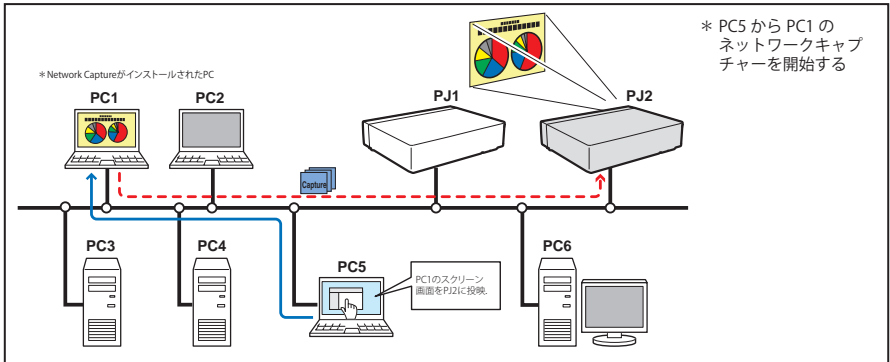 ＊ PC5 から PC1 の
ネットワークキャプ
チャーを開始する
＊Network CaptureがインストールされたPC
PC1
PC2
PJ1
PJ2
Capture
PC3
PC4
PC5
PC1のスクリーン
画面をPJ2に投映.
PC6